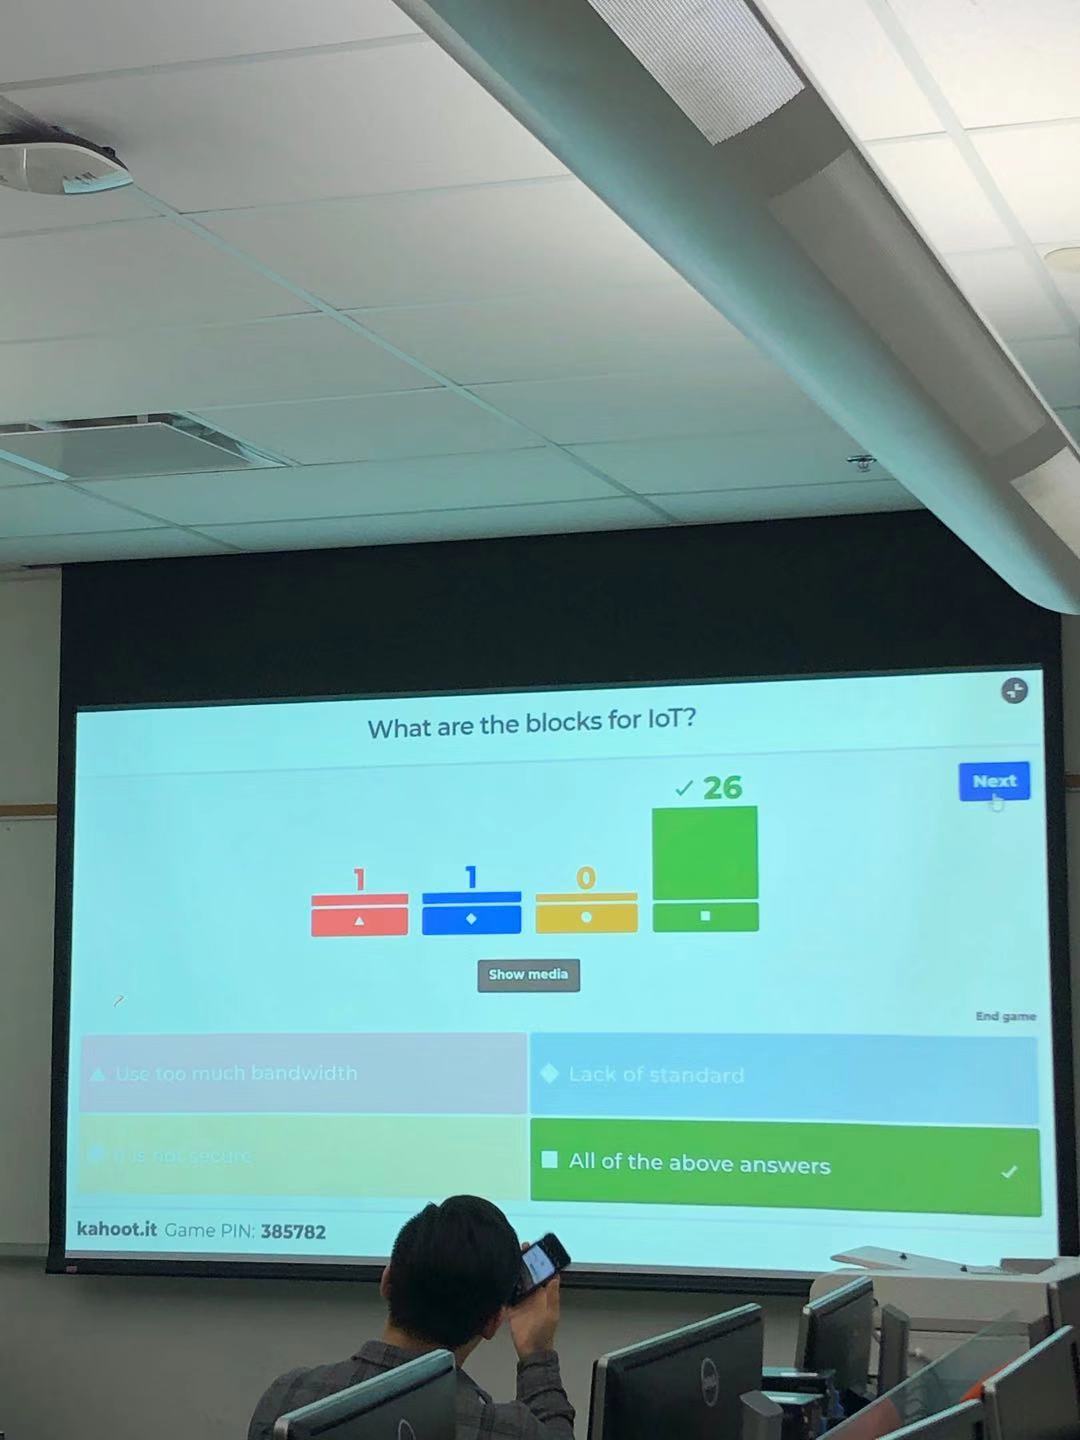 What are the blocks for IoT?
Next
1
1
0
26
Show media
End game
Use too much bandwidth
Lack of standard
is not secure
All of the above answers
kahoot.it Game PIN: 385782
DELL